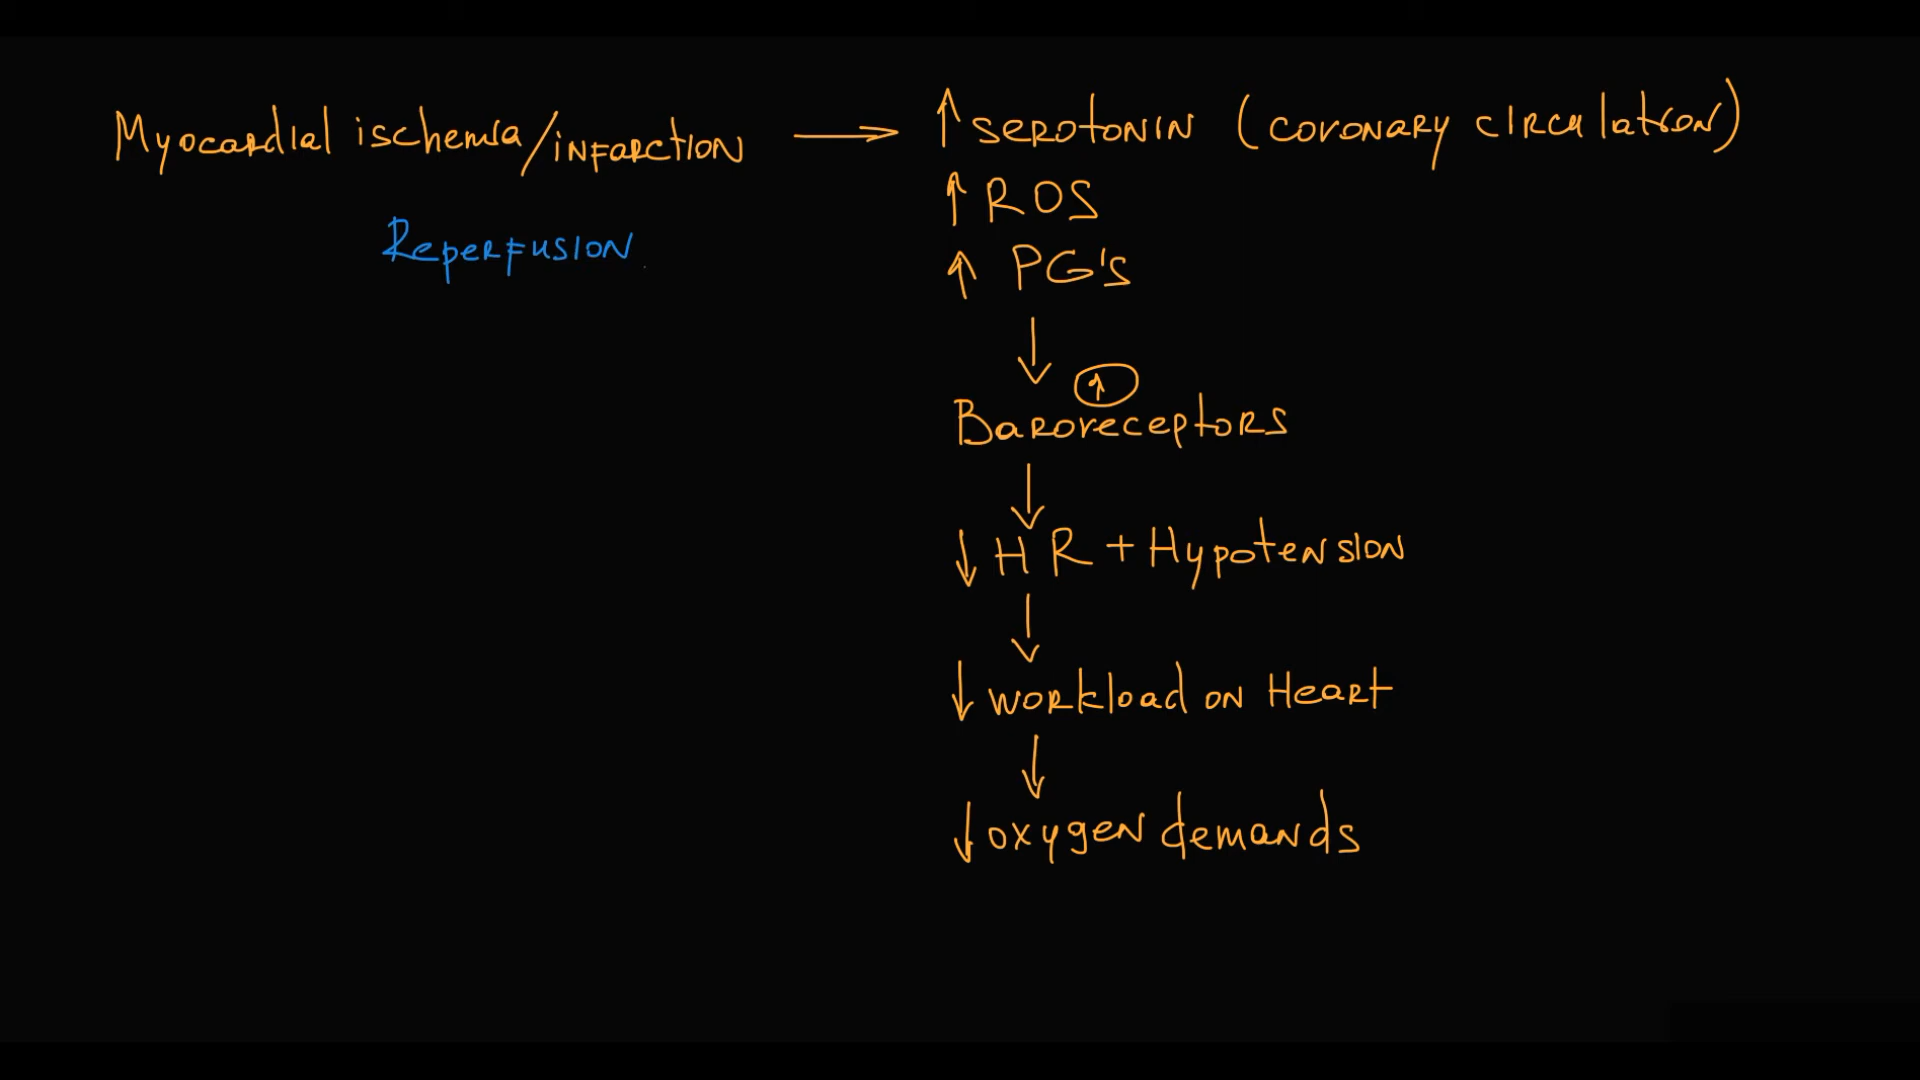 Myocardial ischemia/infarction → ↑ serotonin (coronary circulation)
↑ ROS
Reperfusion
↑ PG's
↓
↑
Baroreceptors
↓
↓ HR + Hypotension
↓
↓ workload on Heart
↓
↓ oxygen demands